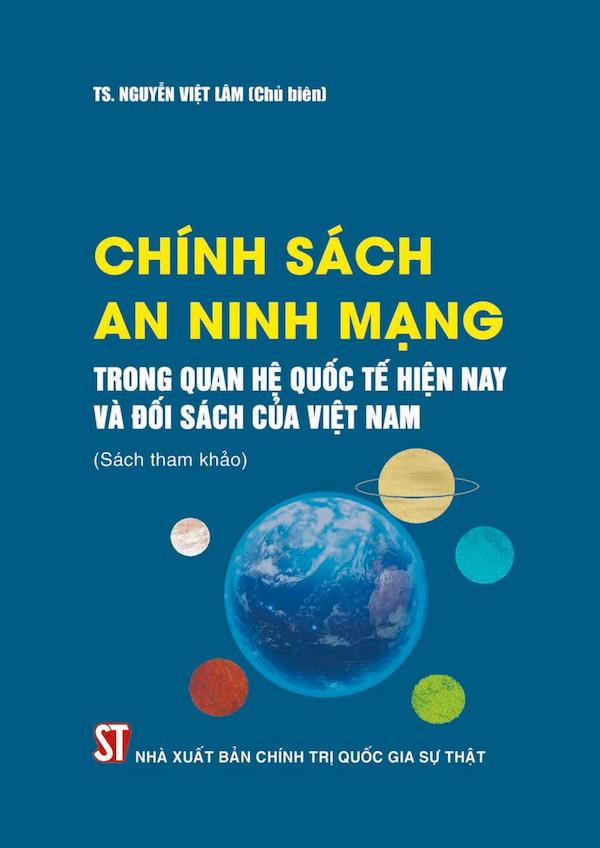 TS. NGUYỄN VIỆT LÂM (Chủ biên)
CHÍNH SÁCH
AN NINH MẠNG
TRONG QUAN HỆ QUỐC TẾ HIỆN NAY
VÀ ĐỐI SÁCH CỦA VIỆT NAM
(Sách tham khảo)
ST
NHÀ XUẤT BẢN CHÍNH TRỊ QUỐC GIA SỰ THẬT